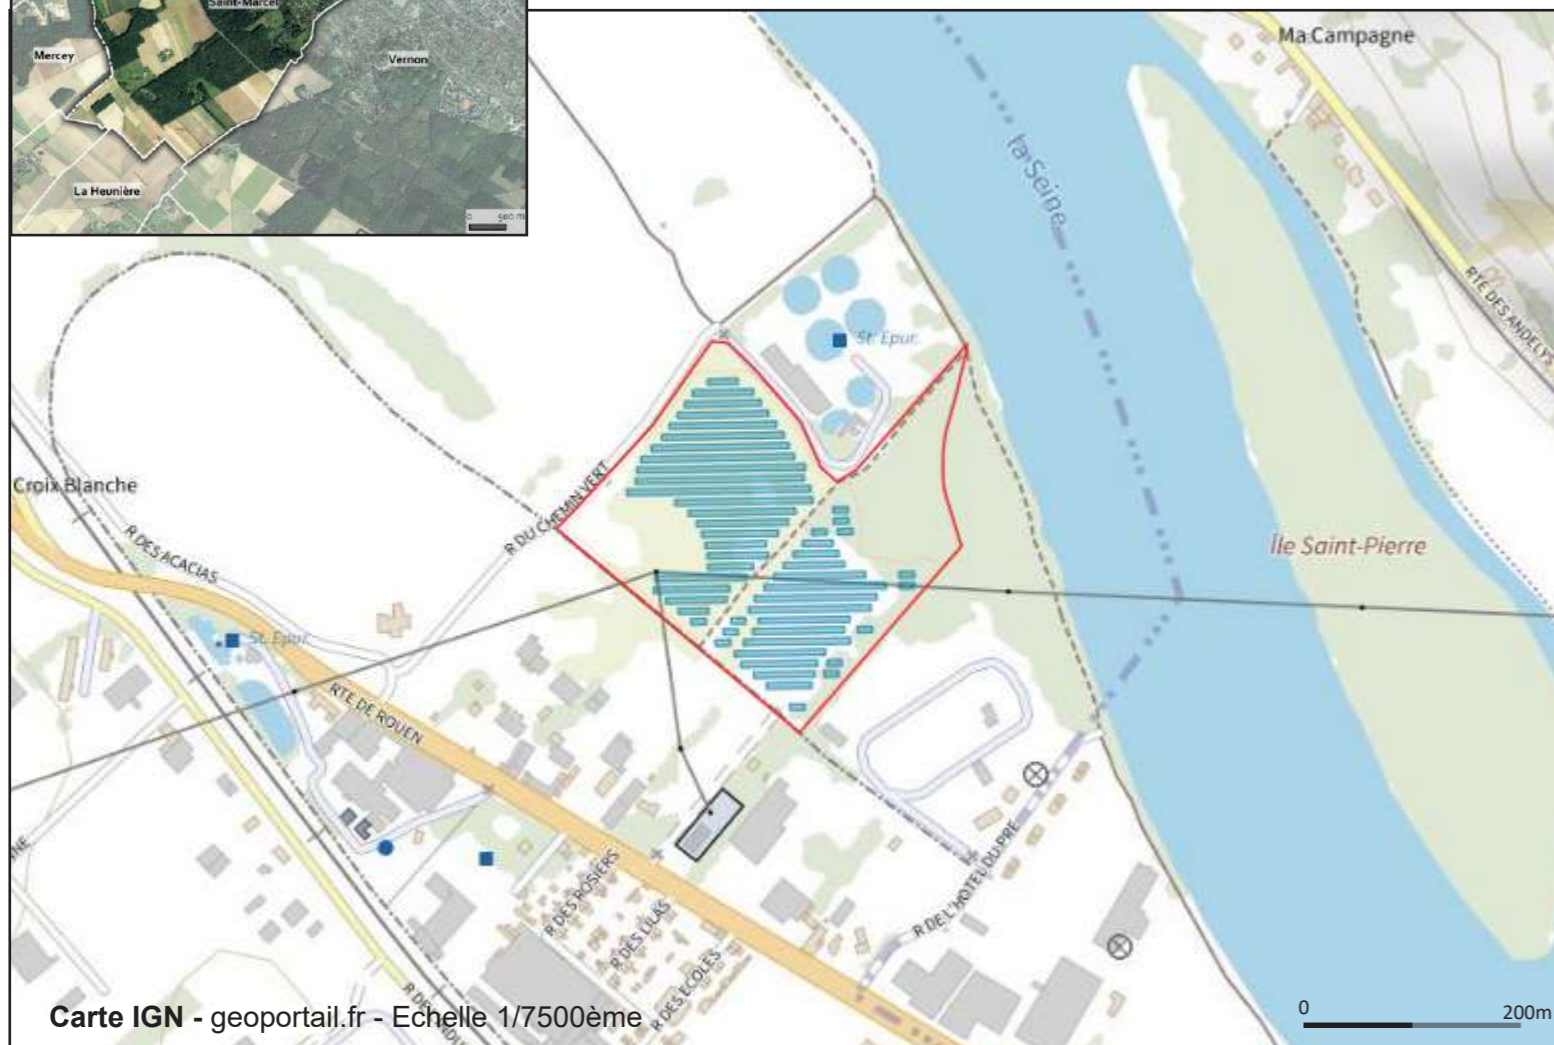 Saint-Marcel
Mercey
Vernon
La Heunière
0 500 m
Ma Campagne
la Seine
RTE DES ANDELYS
St. Epur.
Croix Blanche
R DU CHEMIN VERT
R DES ACACIAS
Île Saint-Pierre
St. Epur.
RTE DE ROUEN
R DES ROSIERS
R DES LILAS
R DES ECOLES
R DE L'HOTEL DU PRE
Carte IGN - geoportail.fr - Echelle 1/7500ème
0 200m